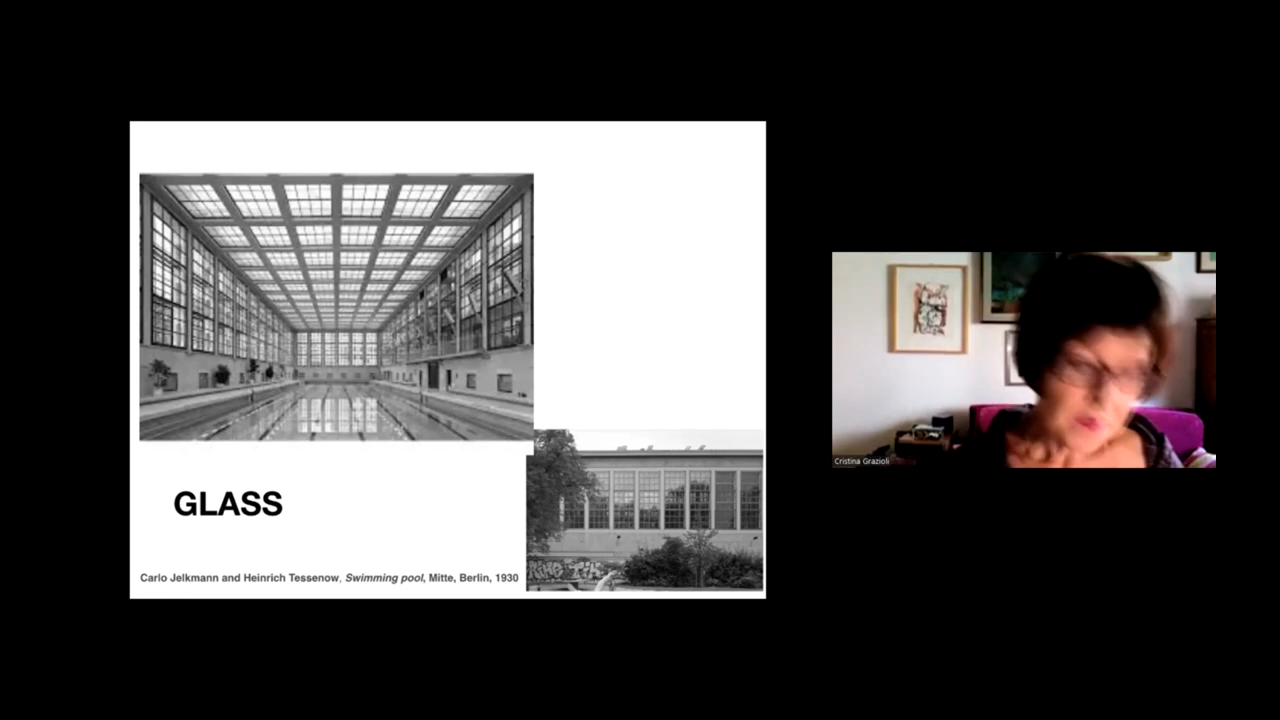 GLASS
Carlo Jelkmann and Heinrich Tessenow, Swimming pool, Mitte, Berlin, 1930
Cristina Grazioli